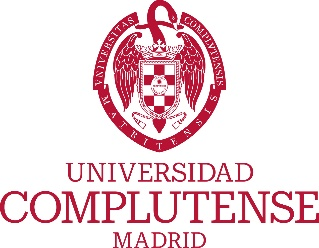 UNIVERSITAS COMPLUTENSIS
MATRITENSIS
UNIVERSIDAD
COMPLUTENSE
MADRID